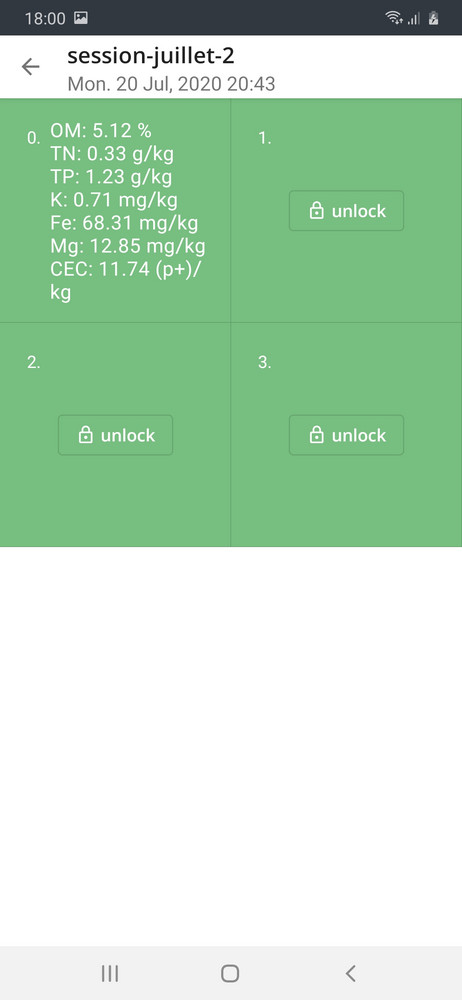 18:00
session-juillet-2
Mon. 20 Jul, 2020 20:43
0.
OM: 5.12 %
TN: 0.33 g/kg
TP: 1.23 g/kg
K: 0.71 mg/kg
Fe: 68.31 mg/kg
Mg: 12.85 mg/kg
CEC: 11.74 (p+)/
kg
1.
unlock
2.
unlock
3.
unlock